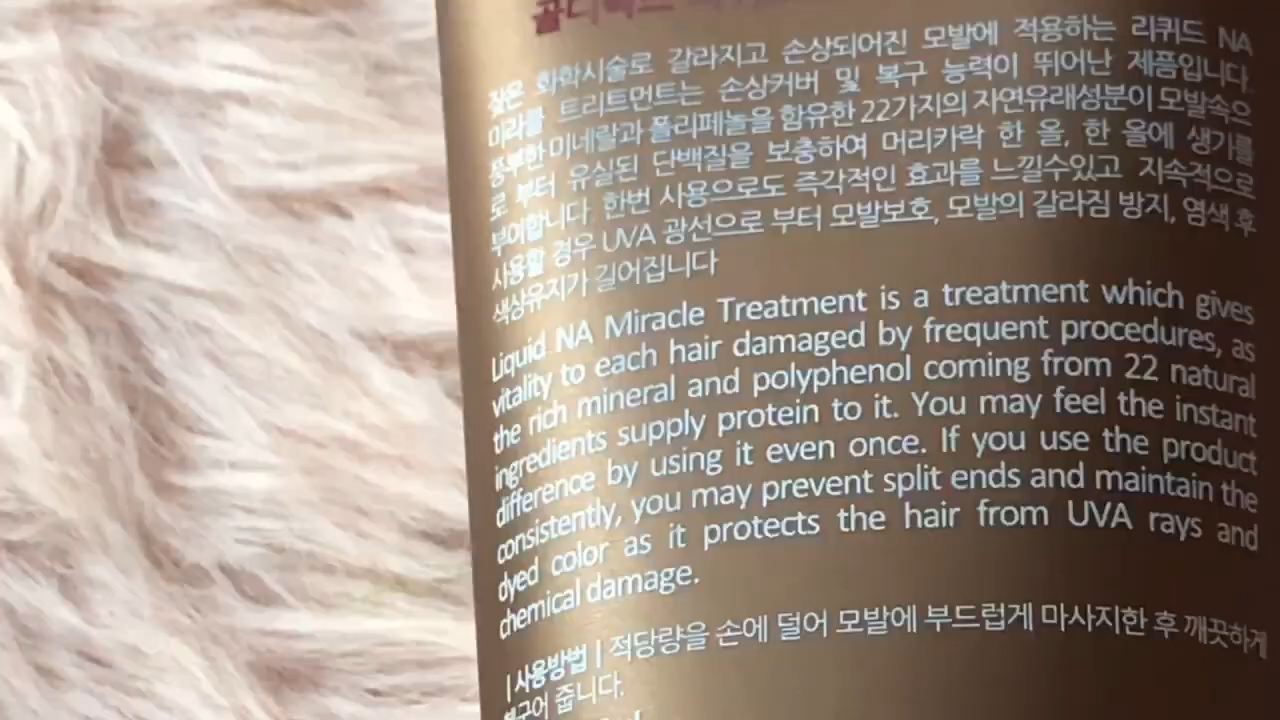 잦은 화학시술로 갈라지고 손상되어진 모발에 적용하는 리퀴드 NA
미라클 트리트먼트는 손상커버 및 복구 능력이 뛰어난 제품입니다.
풍부한 미네랄과 폴리페놀을 함유한 22가지의 자연유래성분이 모발속으
로 부터 유실된 단백질을 보충하여 머리카락 한 올, 한 올에 생기를
부여합니다. 한번 사용으로도 즉각적인 효과를 느낄수있고 지속적으로
사용할 경우 UVA 광선으로 부터 모발보호, 모발의 갈라짐 방지, 염색 후
색상유지가 길어집니다
Liquid NA Miracle Treatment is a treatment which gives
vitality to each hair damaged by frequent procedures, as
the rich mineral and polyphenol coming from 22 natural
ingredients supply protein to it. You may feel the instant
difference by using it even once. If you use the product
consistently, you may prevent split ends and maintain the
dyed color as it protects the hair from UVA rays and
chemical damage.
| 사용방법 | 적당량을 손에 덜어 모발에 부드럽게 마사지한 후 깨끗하게
헹구어 줍니다.